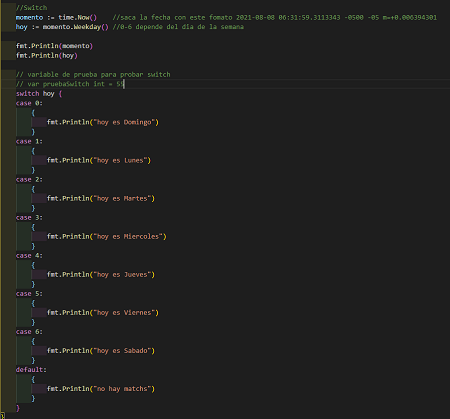 //Switch
momento := time.Now()    //saca la fecha con este fomato 2021-08-08 06:31:59.3113343 -0500 -05 m=+0.006394301
hoy := momento.Weekday() //0-6 depende del dia de la semana
fmt.Println(momento)
fmt.Println(hoy)
// variable de prueba para probar switch
// var pruebaSwitch int = 55
switch hoy {
case 0:
    {
        fmt.Println("hoy es Domingo")
    }
case 1:
    {
        fmt.Println("hoy es Lunes")
    }
case 2:
    {
        fmt.Println("hoy es Martes")
    }
case 3:
    {
        fmt.Println("hoy es Miercoles")
    }
case 4:
    {
        fmt.Println("hoy es Jueves")
    }
case 5:
    {
        fmt.Println("hoy es Viernes")
    }
case 6:
    {
        fmt.Println("hoy es Sabado")
    }
default:
    {
        fmt.Println("no hay matchs")
    }
}
}